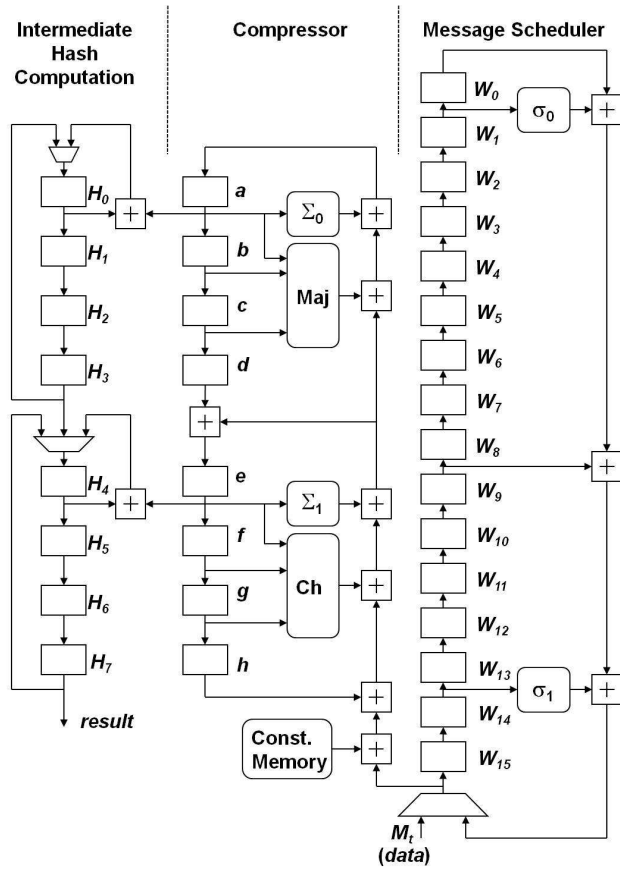 Intermediate
Hash
Computation
Compressor
Message Scheduler
H0
H1
H2
H3
H4
H5
H6
H7
result
a
b
c
d
e
f
g
h
Σ0
Maj
Σ1
Ch
Const.
Memory
+
+
+
+
+
+
+
+
+
W0
W1
W2
W3
W4
W5
W6
W7
W8
W9
W10
W11
W12
W13
W14
W15
σ0
σ1
+
+
+
Mt
(data)